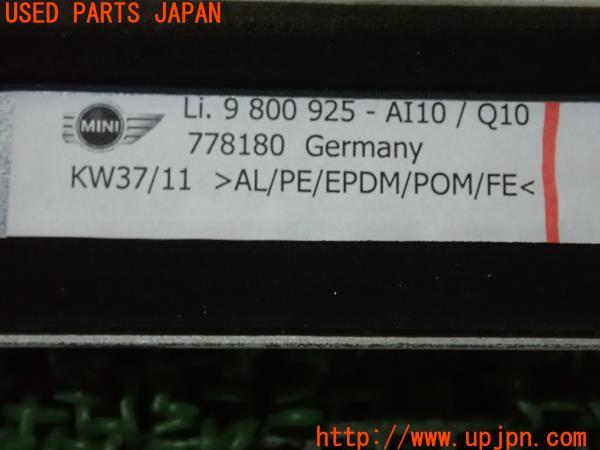 USED PARTS JAPAN
MINI Li. 9 800 925 - AI10 / Q10
778180 Germany
KW37/11 >AL/PE/EPDM/POM/FE<
http://www.upjpn.com/